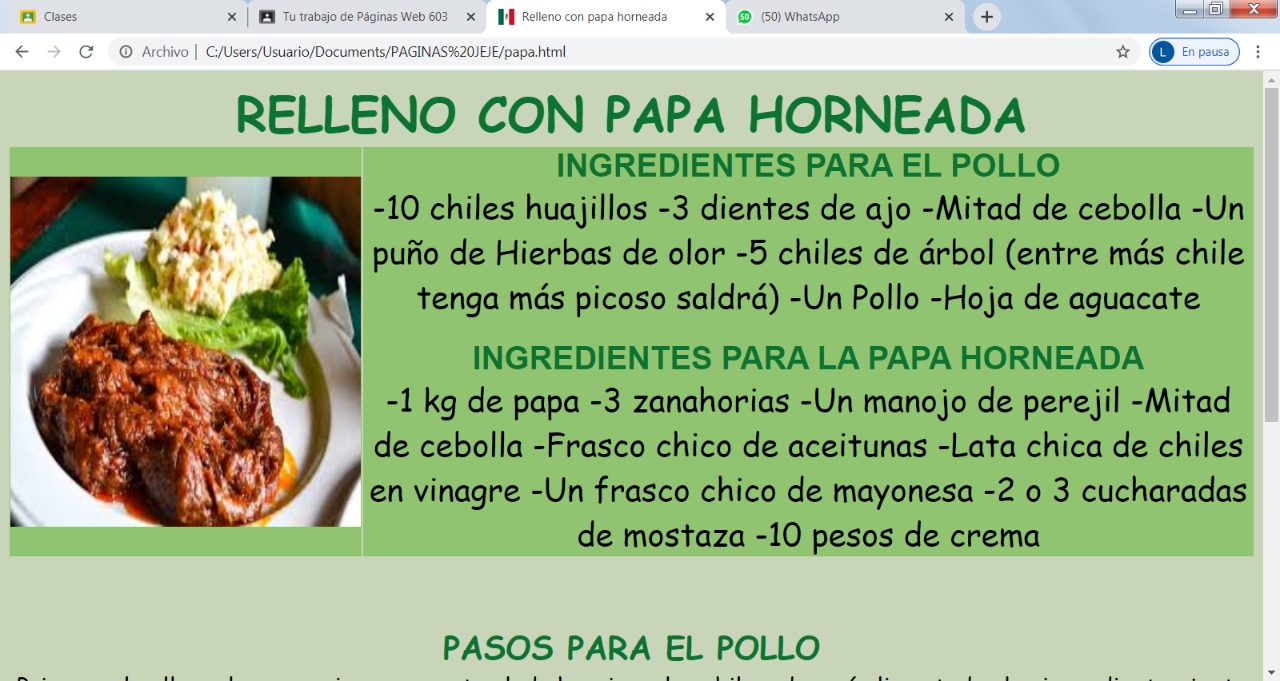 Clases
Tu trabajo de Páginas Web 603
Relleno con papa horneada
(50) WhatsApp
Archivo | C:/Users/Usuario/Documents/PAGINAS%20JEJE/papa.html
L En pausa
RELLENO CON PAPA HORNEADA
INGREDIENTES PARA EL POLLO
-10 chiles huajillos -3 dientes de ajo -Mitad de cebolla -Un
puño de Hierbas de olor -5 chiles de árbol (entre más chile
tenga más picoso saldrá) -Un Pollo -Hoja de aguacate
INGREDIENTES PARA LA PAPA HORNEADA
-1 kg de papa -3 zanahorias -Un manojo de perejil -Mitad
de cebolla -Frasco chico de aceitunas -Lata chica de chiles
en vinagre -Un frasco chico de mayonesa -2 o 3 cucharadas
de mostaza -10 pesos de crema
PASOS PARA EL POLLO